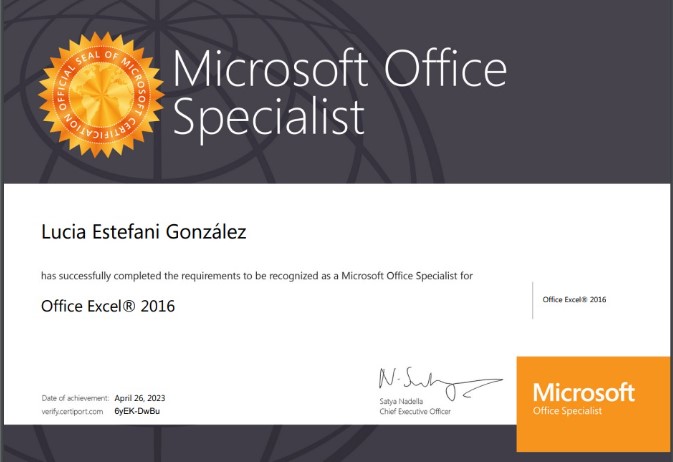 OFFICIAL SEAL OF MICROSOFT CERTIFICATION
Microsoft Office
Specialist
Lucia Estefani González
has successfully completed the requirements to be recognized as a Microsoft Office Specialist for
Office Excel® 2016
Office Excel® 2016
Date of achievement: April 26, 2023
verify.certiport.com 6yEK-DwBu
Satya Nadella
Chief Executive Officer
Microsoft
Office Specialist